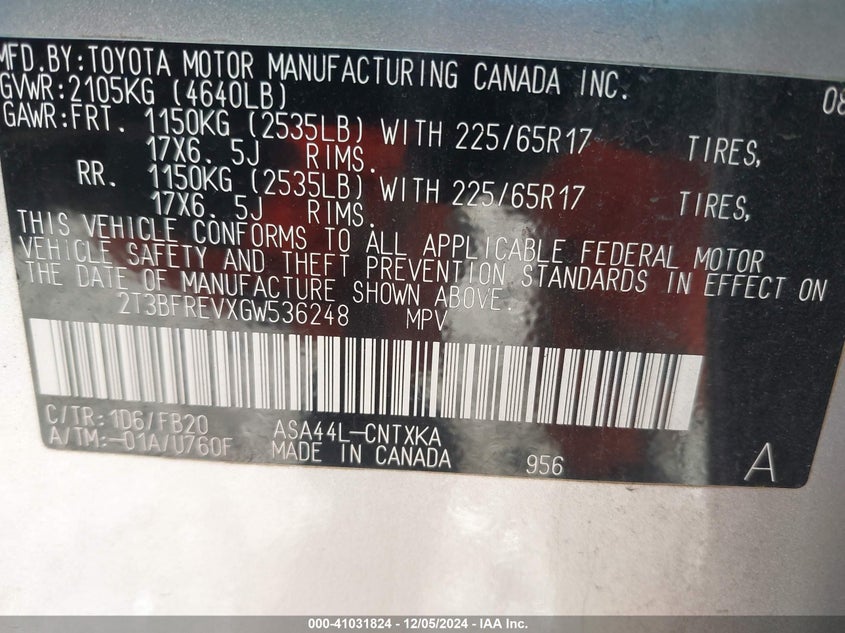 MFD.BY:TOYOTA MOTOR MANUFACTURING CANADA INC. 08
GVWR:2105KG (4640LB)
GAWR:FRT. 1150KG (2535LB) WITH 225/65R17 TIRES,
17X6. 5J RIMS.
RR. 1150KG (2535LB) WITH 225/65R17 TIRES,
17X6. 5J RIMS.
THIS VEHICLE CONFORMS TO ALL APPLICABLE FEDERAL MOTOR
VEHICLE SAFETY AND THEFT PREVENTION STANDARDS IN EFFECT ON
THE DATE OF MANUFACTURE SHOWN ABOVE.
2T3BFREVXGW536248 MPV
C/TR:1D6/FB20 ASA44L-CNTXKA
A/TM:-01A/U760F MADE IN CANADA 956 A
000-41031824 - 12/05/2024 - IAA Inc.